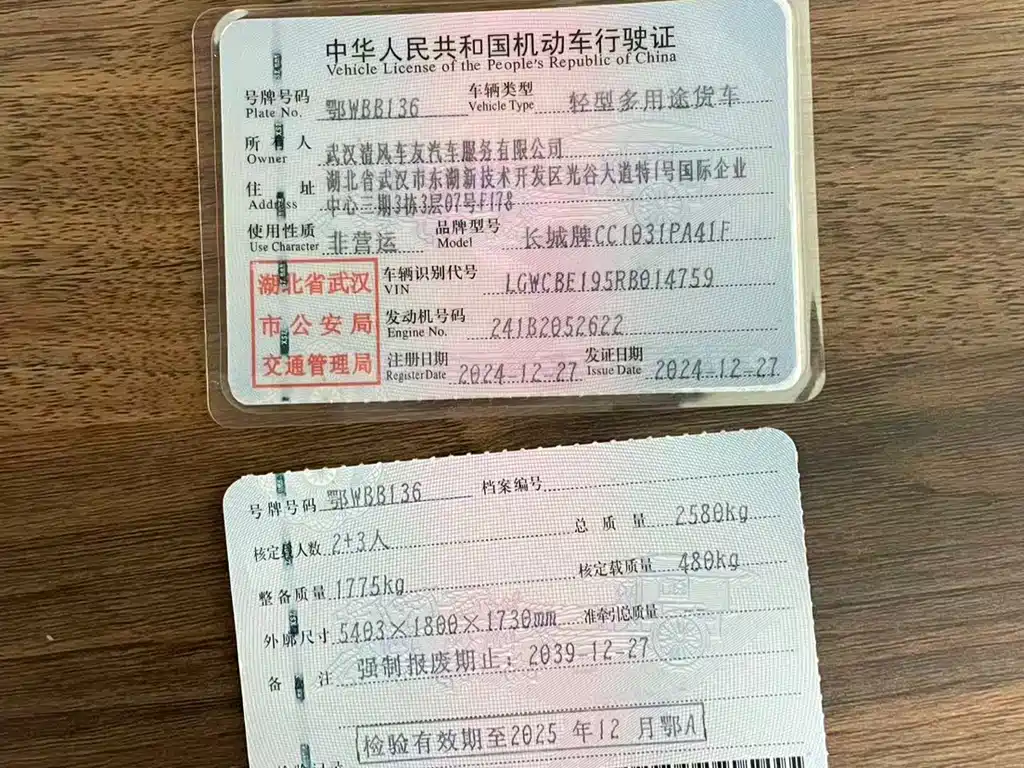 中华人民共和国机动车行驶证
Vehicle License of the People's Republic of China
号牌号码 Plate No. 鄂WBB136 车辆类型 Vehicle Type 轻型多用途货车
所有人 Owner 武汉清风车友汽车服务有限公司
住址 Address 湖北省武汉市东湖新技术开发区光谷大道特1号国际企业
中心三期3栋3层07号F178
使用性质 Use Character 非营运 品牌型号 Model 长城牌CC1031PA41F
湖北省武汉
市公安局
交通管理局
车辆识别代号 VIN LGWCBE195RB014759
发动机号码 Engine No. 241B2052622
注册日期 Register Date 2024-12-27 发证日期 Issue Date 2024-12-27
号牌号码 鄂WBB136 档案编号
核定载人数 2+3人 总质量 2580kg
整备质量 1775kg 核定载质量 480kg
外廓尺寸 5403×1800×1730mm 准牵引总质量
备注 强制报废期止：2039-12-27
检验有效期至2025 年12 月鄂A